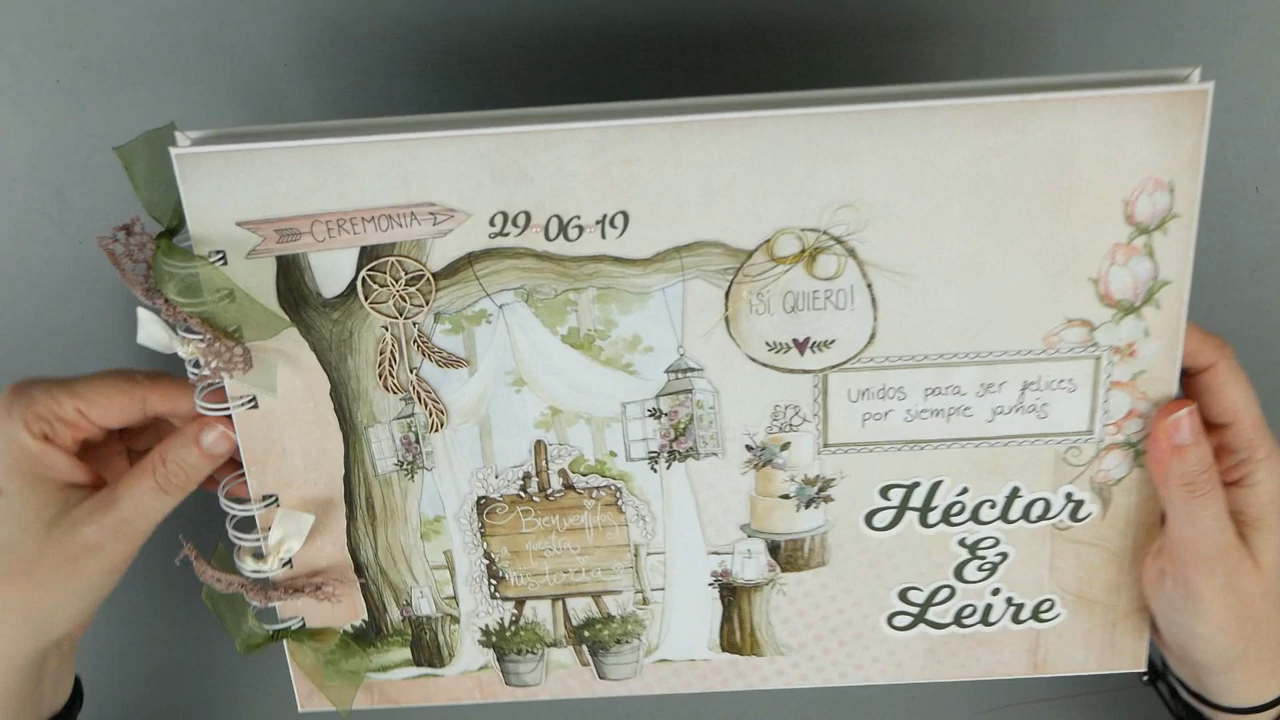 CEREMONIA
29·06·19
¡SÍ, QUIERO!
unidos para ser felices
por siempre jamás
Bienvenidos
a nuestra
historia
Héctor
&
Leire